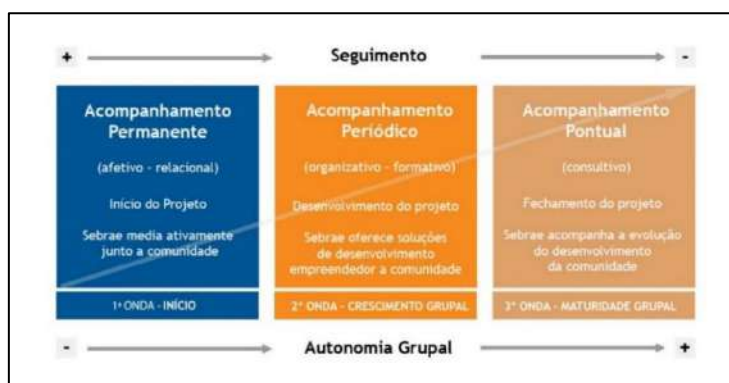 + Seguimento -
Acompanhamento
Permanente
(afetivo - relacional)
Início do Projeto
Sebrae media ativamente
junto a comunidade
1ª ONDA - INÍCIO
Acompanhamento
Periódico
(organizativo - formativo)
Desenvolvimento do projeto
Sebrae oferece soluções
de desenvolvimento
empreendedor a comunidade
2ª ONDA - CRESCIMENTO GRUPAL
Acompanhamento
Pontual
(consultivo)
Fechamento do projeto
Sebrae acompanha a evolução
do desenvolvimento
da comunidade
3ª ONDA - MATURIDADE GRUPAL
- Autonomia Grupal +